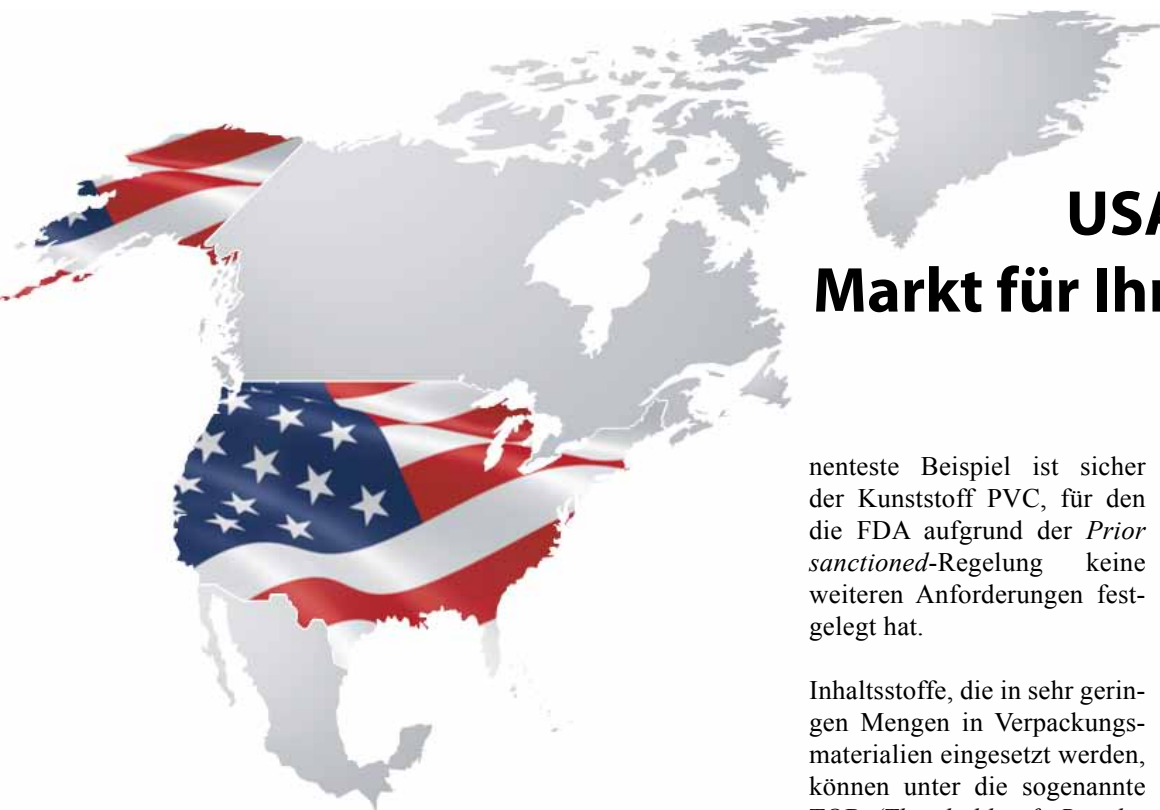 USA
Markt für Ihr
nenteste Beispiel ist sicher
der Kunststoff PVC, für den
die FDA aufgrund der Prior
sanctioned-Regelung keine
weiteren Anforderungen fest-
gelegt hat.
Inhaltsstoffe, die in sehr gerin-
gen Mengen in Verpackungs-
materialien eingesetzt werden,
können unter die sogenannte